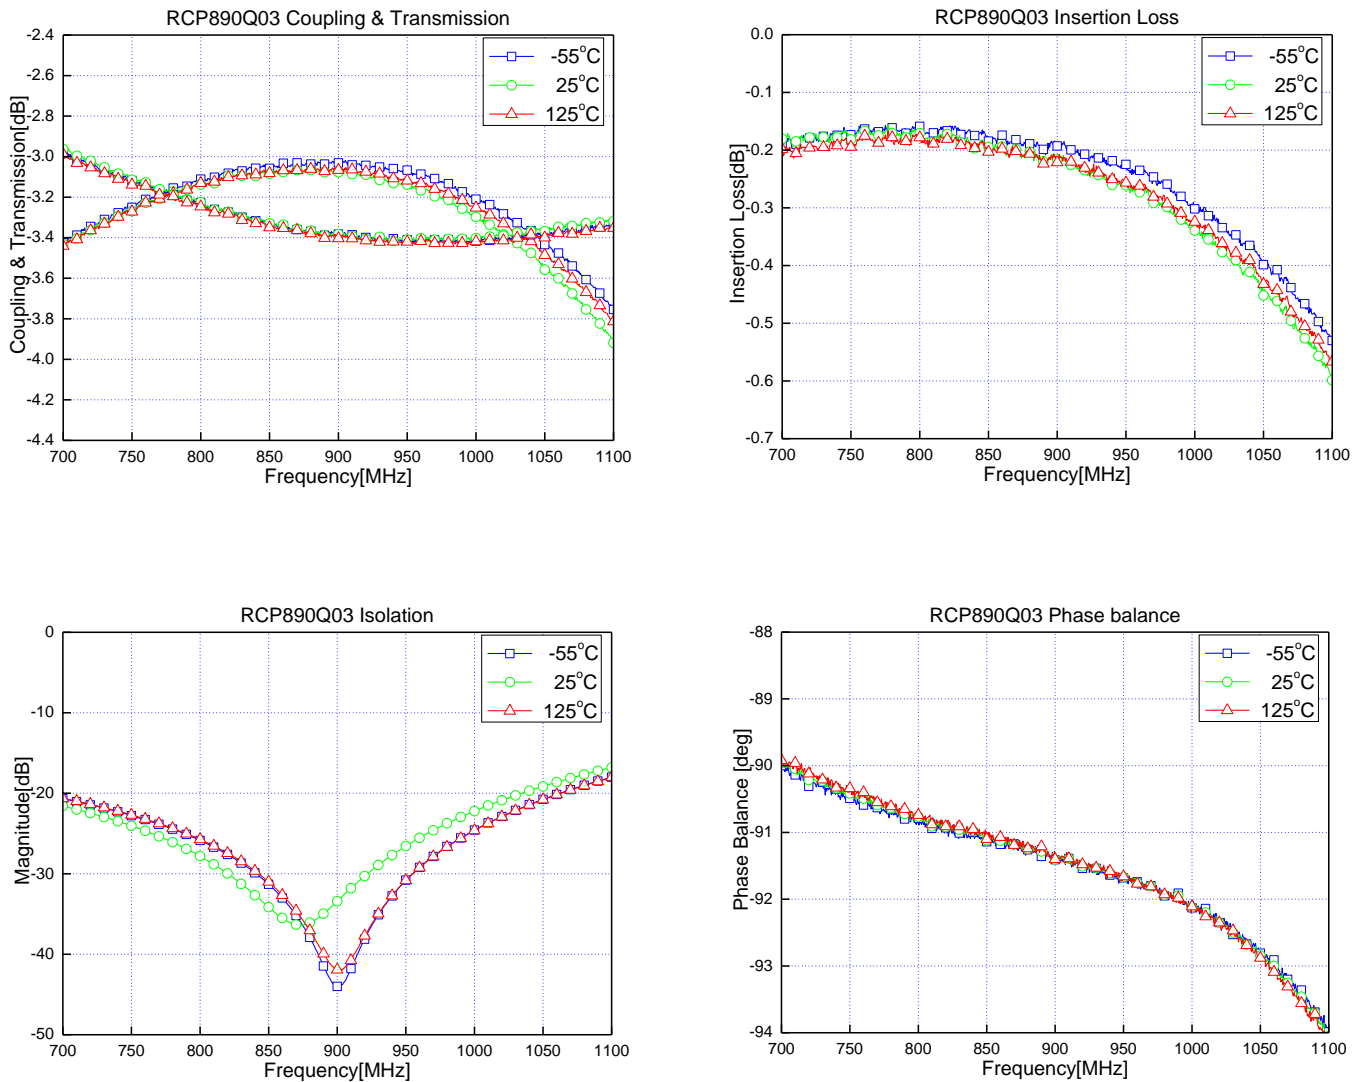 RCP890Q03 Coupling & Transmission
-2.4
-2.6
-2.8
-3.0
-3.2
-3.4
-3.6
-3.8
-4.0
-4.2
-4.4
Coupling & Transmission[dB]
-55°C
25°C
125°C
700 750 800 850 900 950 1000 1050 1100
Frequency[MHz]
RCP890Q03 Insertion Loss
0.0
-0.1
-0.2
-0.3
-0.4
-0.5
-0.6
-0.7
Insertion Loss[dB]
-55°C
25°C
125°C
700 750 800 850 900 950 1000 1050 1100
Frequency[MHz]
RCP890Q03 Isolation
0
-10
-20
-30
-40
-50
Magnitude[dB]
-55°C
25°C
125°C
700 750 800 850 900 950 1000 1050 1100
Frequency[MHz]
RCP890Q03 Phase balance
-88
-89
-90
-91
-92
-93
-94
Phase Balance [deg]
-55°C
25°C
125°C
700 750 800 850 900 950 1000 1050 1100
Frequency[MHz]